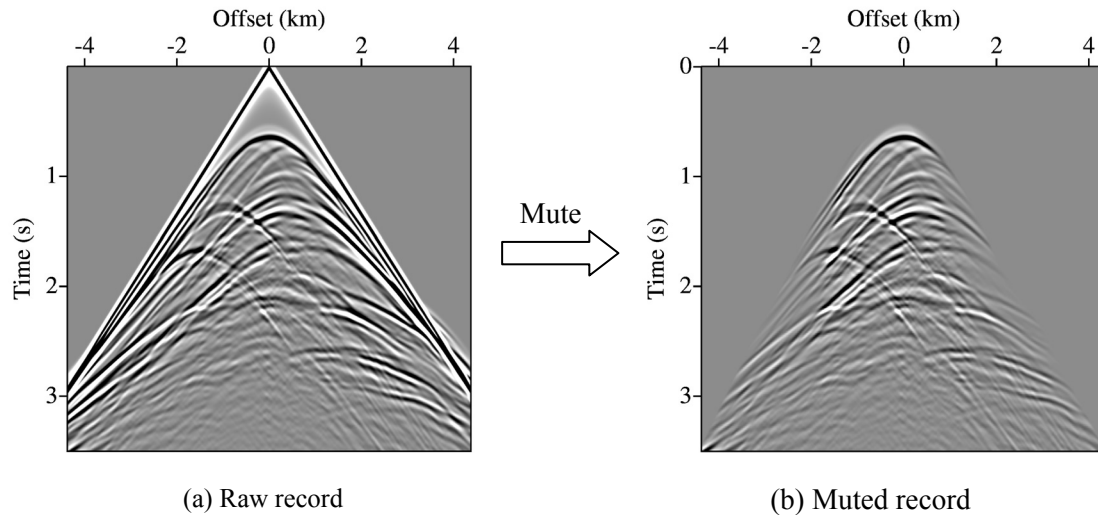 Offset (km)
-4 -2 0 2 4
1
2
3
Time (s)
(a) Raw record
Mute
Offset (km)
-4 -2 0 2 4
0
1
2
3
Time (s)
(b) Muted record